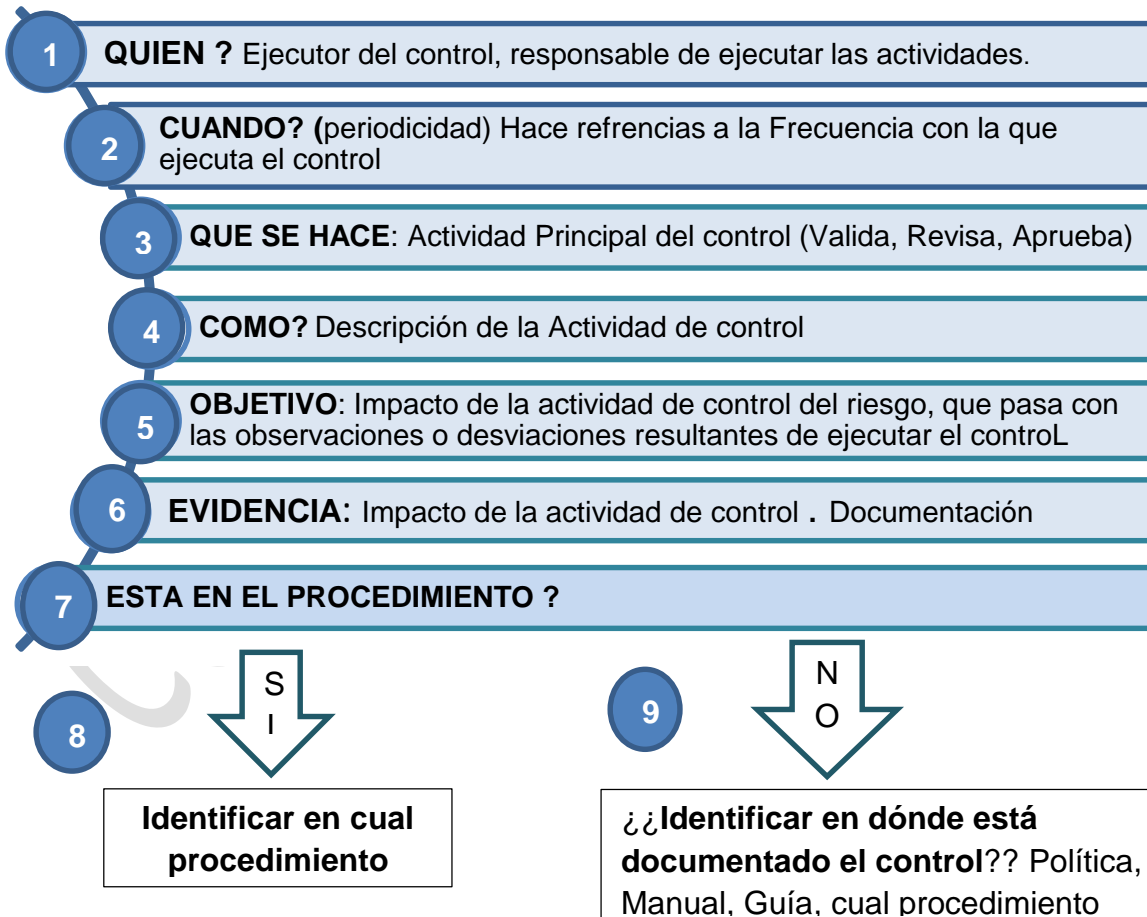 1 QUIEN ? Ejecutor del control, responsable de ejecutar las actividades.
2 CUANDO? (periodicidad) Hace refrencias a la Frecuencia con la que
ejecuta el control
3 QUE SE HACE: Actividad Principal del control (Valida, Revisa, Aprueba)
4 COMO? Descripción de la Actividad de control
5 OBJETIVO: Impacto de la actividad de control del riesgo, que pasa con
las observaciones o desviaciones resultantes de ejecutar el controL
6 EVIDENCIA: Impacto de la actividad de control . Documentación
7 ESTA EN EL PROCEDIMIENTO ?
8
S
I
Identificar en cual
procedimiento
9
N
O
¿¿Identificar en dónde está
documentado el control?? Política,
Manual, Guía, cual procedimiento